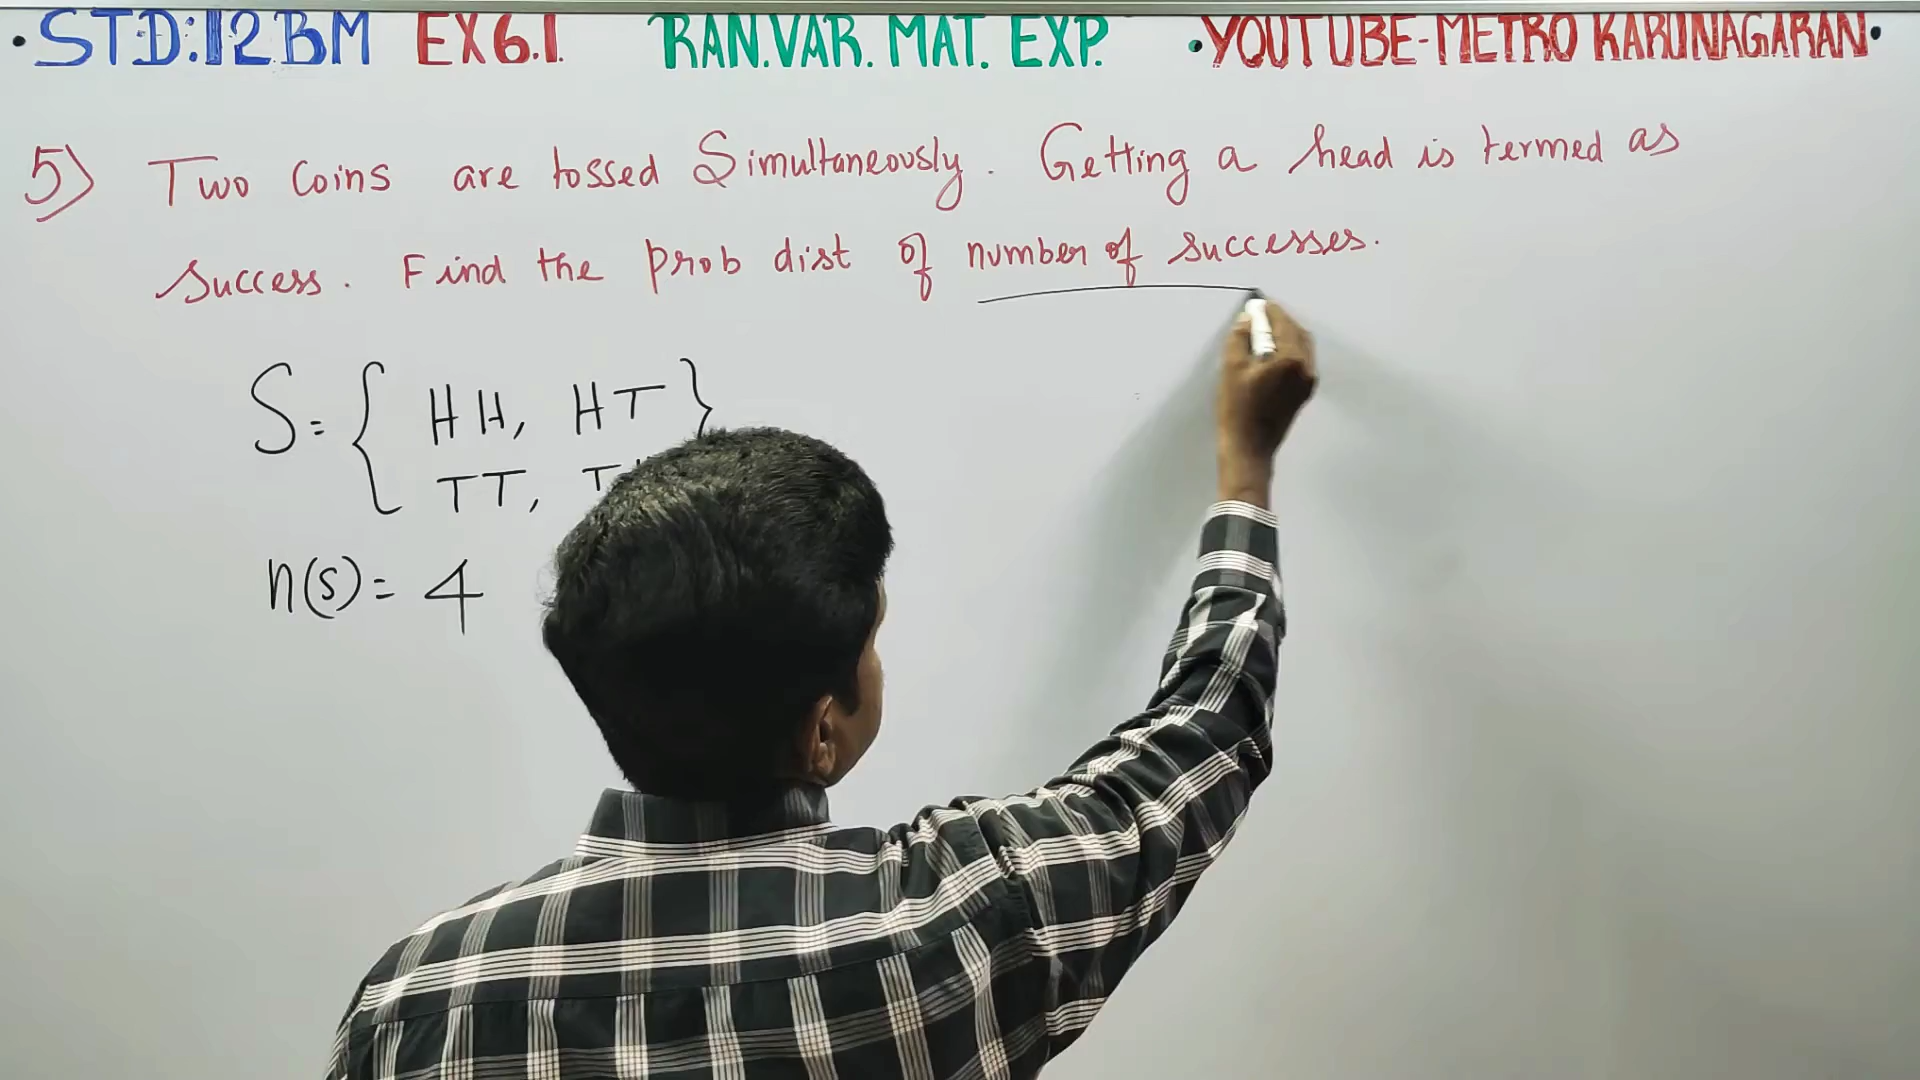 • STD:12BM EX6.1 RAN.VAR. MAT. EXP. • YOUTUBE-METRO KARUNAGARAN •
5) Two Coins are tossed Simultaneously. Getting a head is termed as
Success. Find the prob dist of number of successes.
S = { HH, HT }
TT,
n(s) = 4